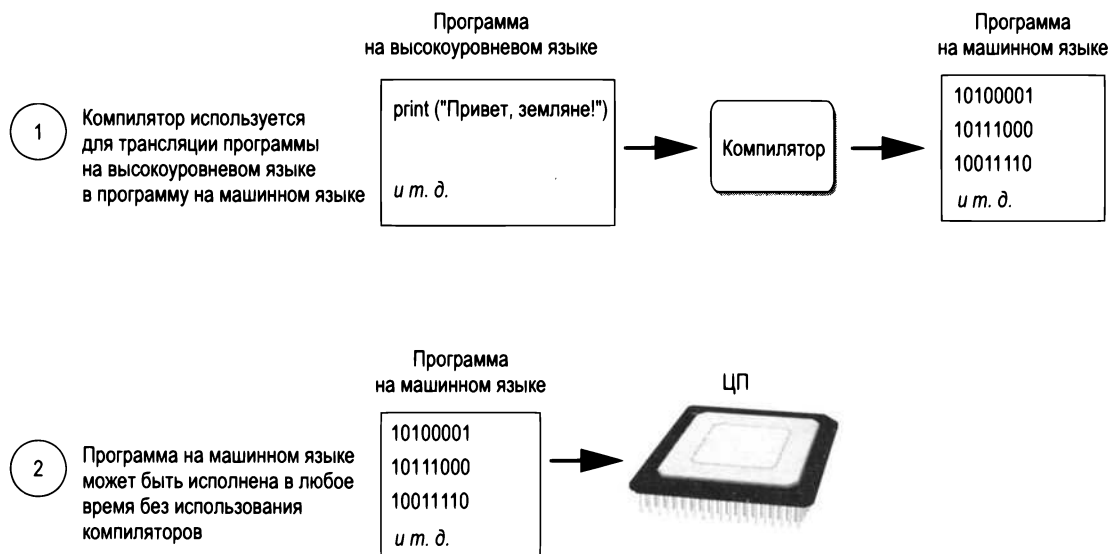 Программа
на высокоуровневом языке
Программа
на машинном языке
1
Компилятор используется
для трансляции программы
на высокоуровневом языке
в программу на машинном языке
print ("Привет, земляне!")
и т. д.
Компилятор
10100001
10111000
10011110
и т. д.
Программа
на машинном языке
ЦП
2
Программа на машинном языке
может быть исполнена в любое
время без использования
компиляторов
10100001
10111000
10011110
и т. д.